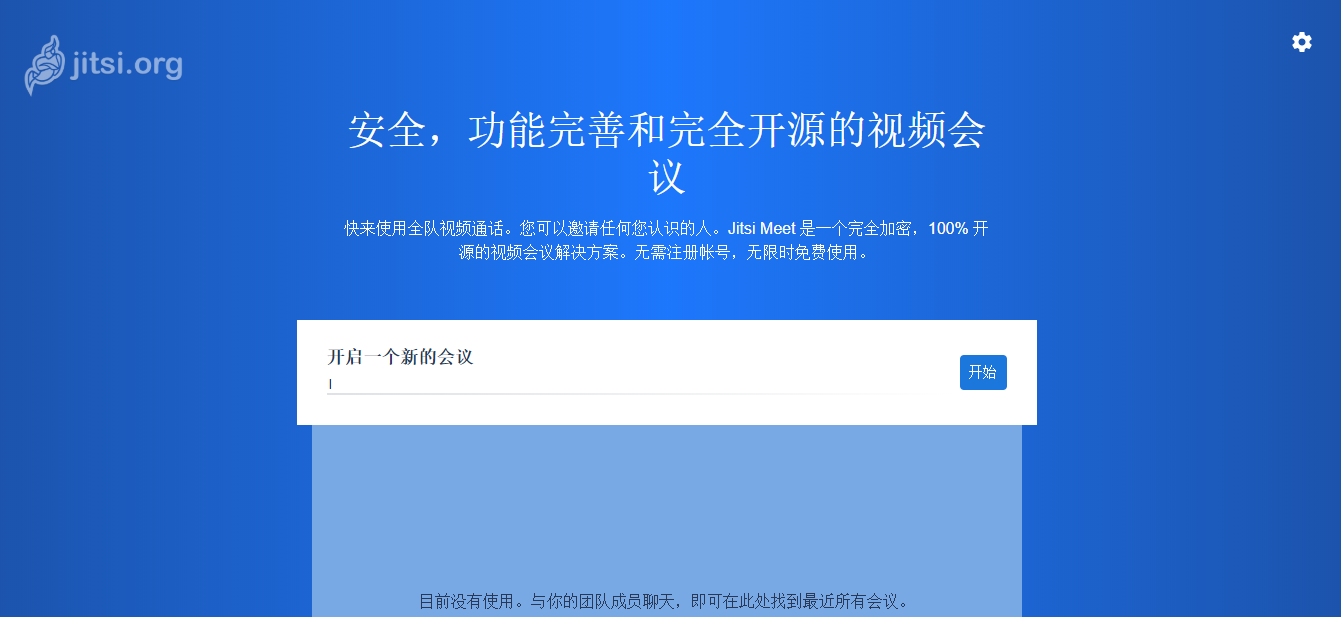 jitsi.org
安全，功能完善和完全开源的视频会
议
快来使用全队视频通话。您可以邀请任何您认识的人。Jitsi Meet 是一个完全加密，100% 开
源的视频会议解决方案。无需注册帐号，无限时免费使用。
开启一个新的会议
开始
目前没有使用。与你的团队成员聊天，即可在此处找到最近所有会议。